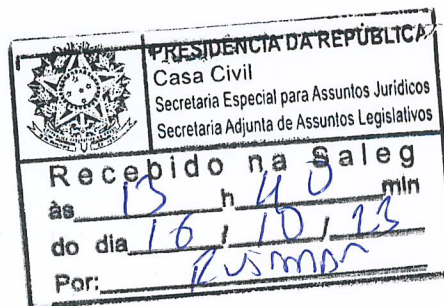 PRESIDÊNCIA DA REPÚBLICA
Casa Civil
Secretaria Especial para Assuntos Jurídicos
Secretaria Adjunta de Assuntos Legislativos
Recebido na Saleg
às 13 h 40 min
do dia 16 / 10 / 23
Por: